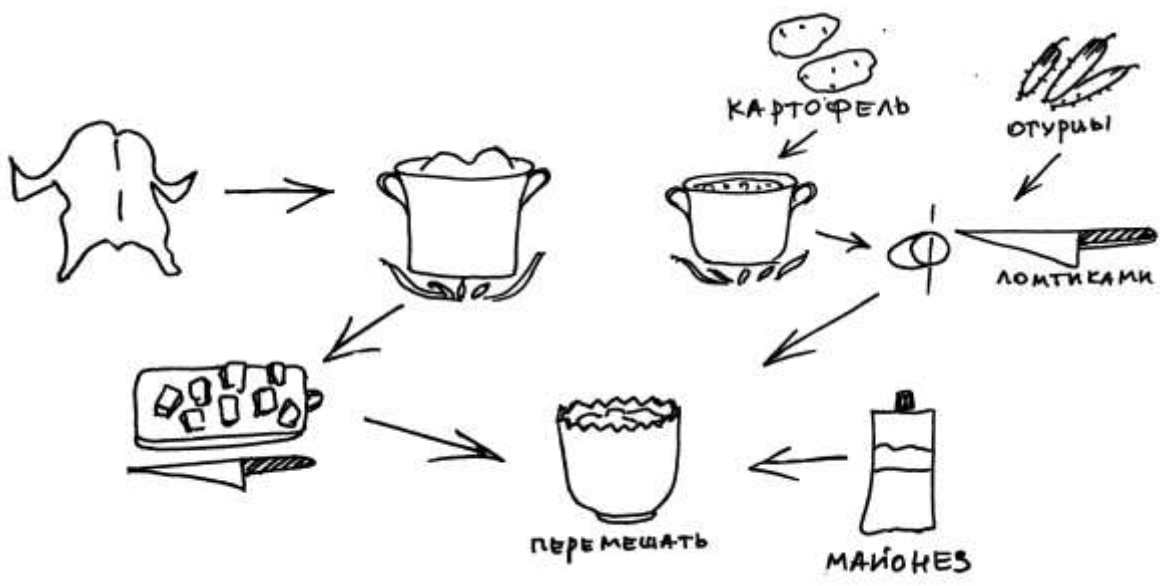 КАРТОФЕЛЬ
ОГУРЦЫ
ЛОМТИКАМИ
ПЕРЕМЕШАТЬ
МАЙОНЕЗ